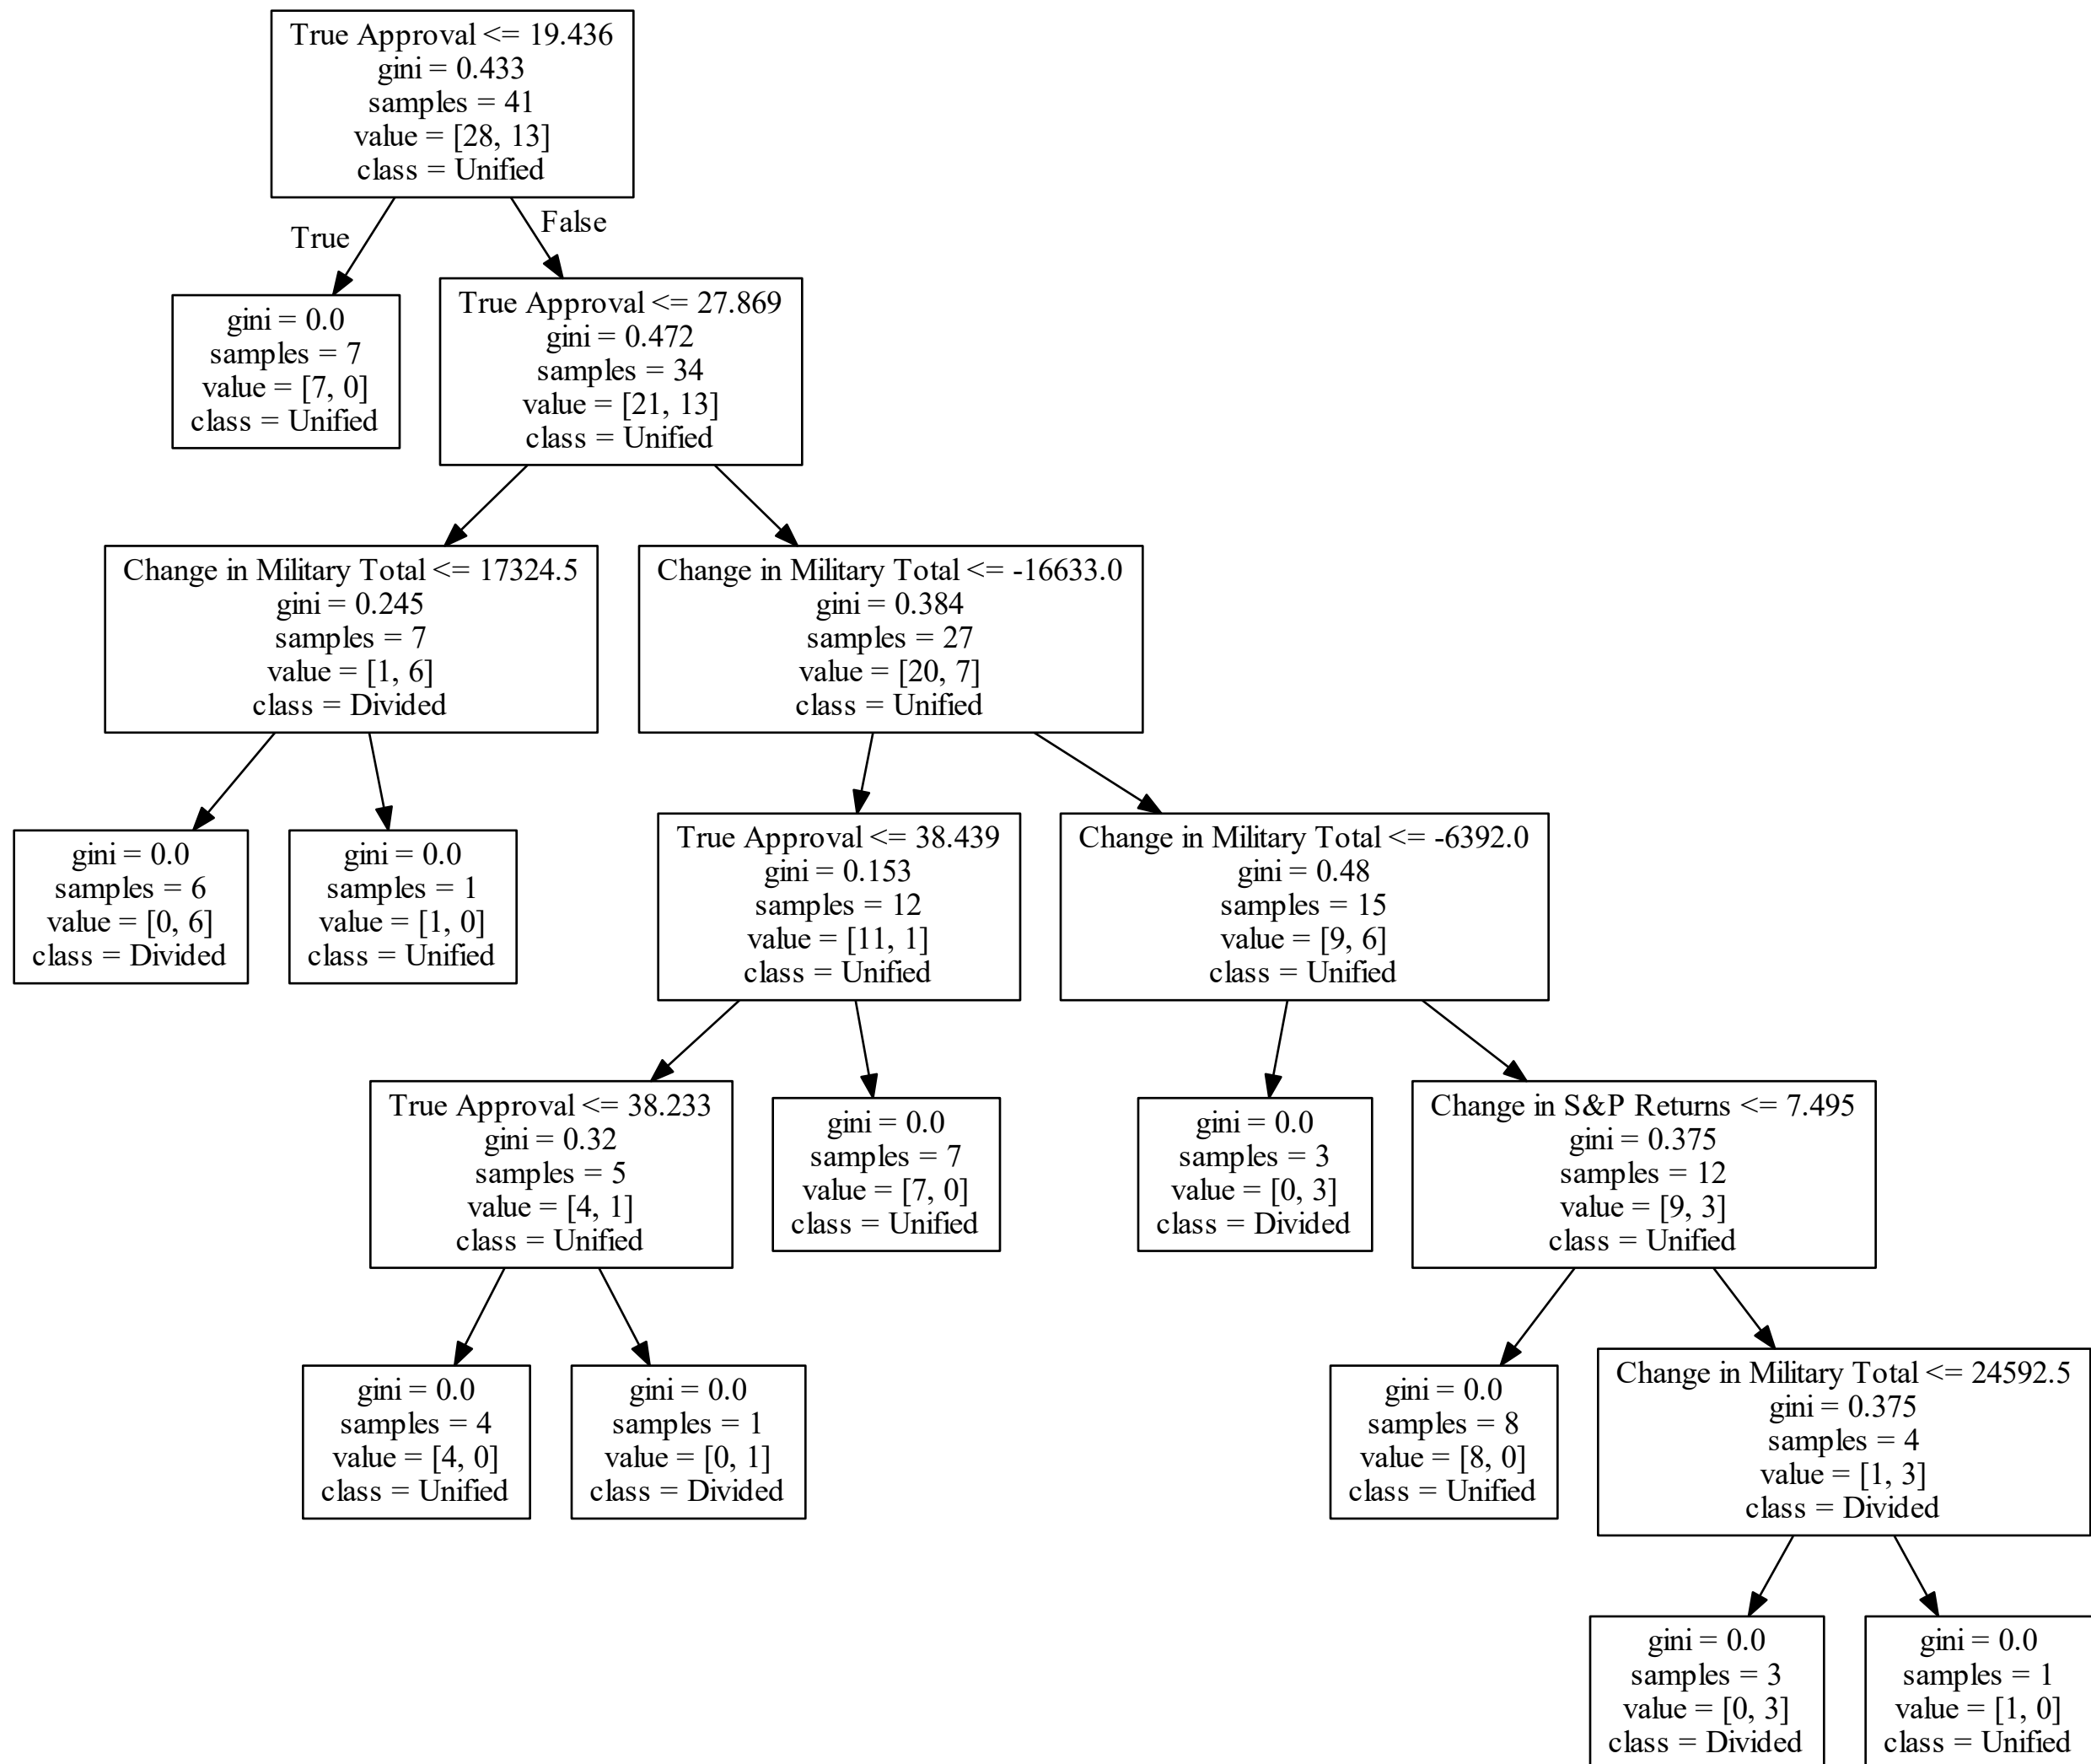 True Approval <= 19.436
gini = 0.433
samples = 41
value = [28, 13]
class = Unified
True
False
gini = 0.0
samples = 7
value = [7, 0]
class = Unified
True Approval <= 27.869
gini = 0.472
samples = 34
value = [21, 13]
class = Unified
Change in Military Total <= 17324.5
gini = 0.245
samples = 7
value = [1, 6]
class = Divided
Change in Military Total <= -16633.0
gini = 0.384
samples = 27
value = [20, 7]
class = Unified
gini = 0.0
samples = 6
value = [0, 6]
class = Divided
gini = 0.0
samples = 1
value = [1, 0]
class = Unified
True Approval <= 38.439
gini = 0.153
samples = 12
value = [11, 1]
class = Unified
Change in Military Total <= -6392.0
gini = 0.48
samples = 15
value = [9, 6]
class = Unified
True Approval <= 38.233
gini = 0.32
samples = 5
value = [4, 1]
class = Unified
gini = 0.0
samples = 7
value = [7, 0]
class = Unified
gini = 0.0
samples = 3
value = [0, 3]
class = Divided
Change in S&P Returns <= 7.495
gini = 0.375
samples = 12
value = [9, 3]
class = Unified
gini = 0.0
samples = 4
value = [4, 0]
class = Unified
gini = 0.0
samples = 1
value = [0, 1]
class = Divided
gini = 0.0
samples = 8
value = [8, 0]
class = Unified
Change in Military Total <= 24592.5
gini = 0.375
samples = 4
value = [1, 3]
class = Divided
gini = 0.0
samples = 3
value = [0, 3]
class = Divided
gini = 0.0
samples = 1
value = [1, 0]
class = Unified